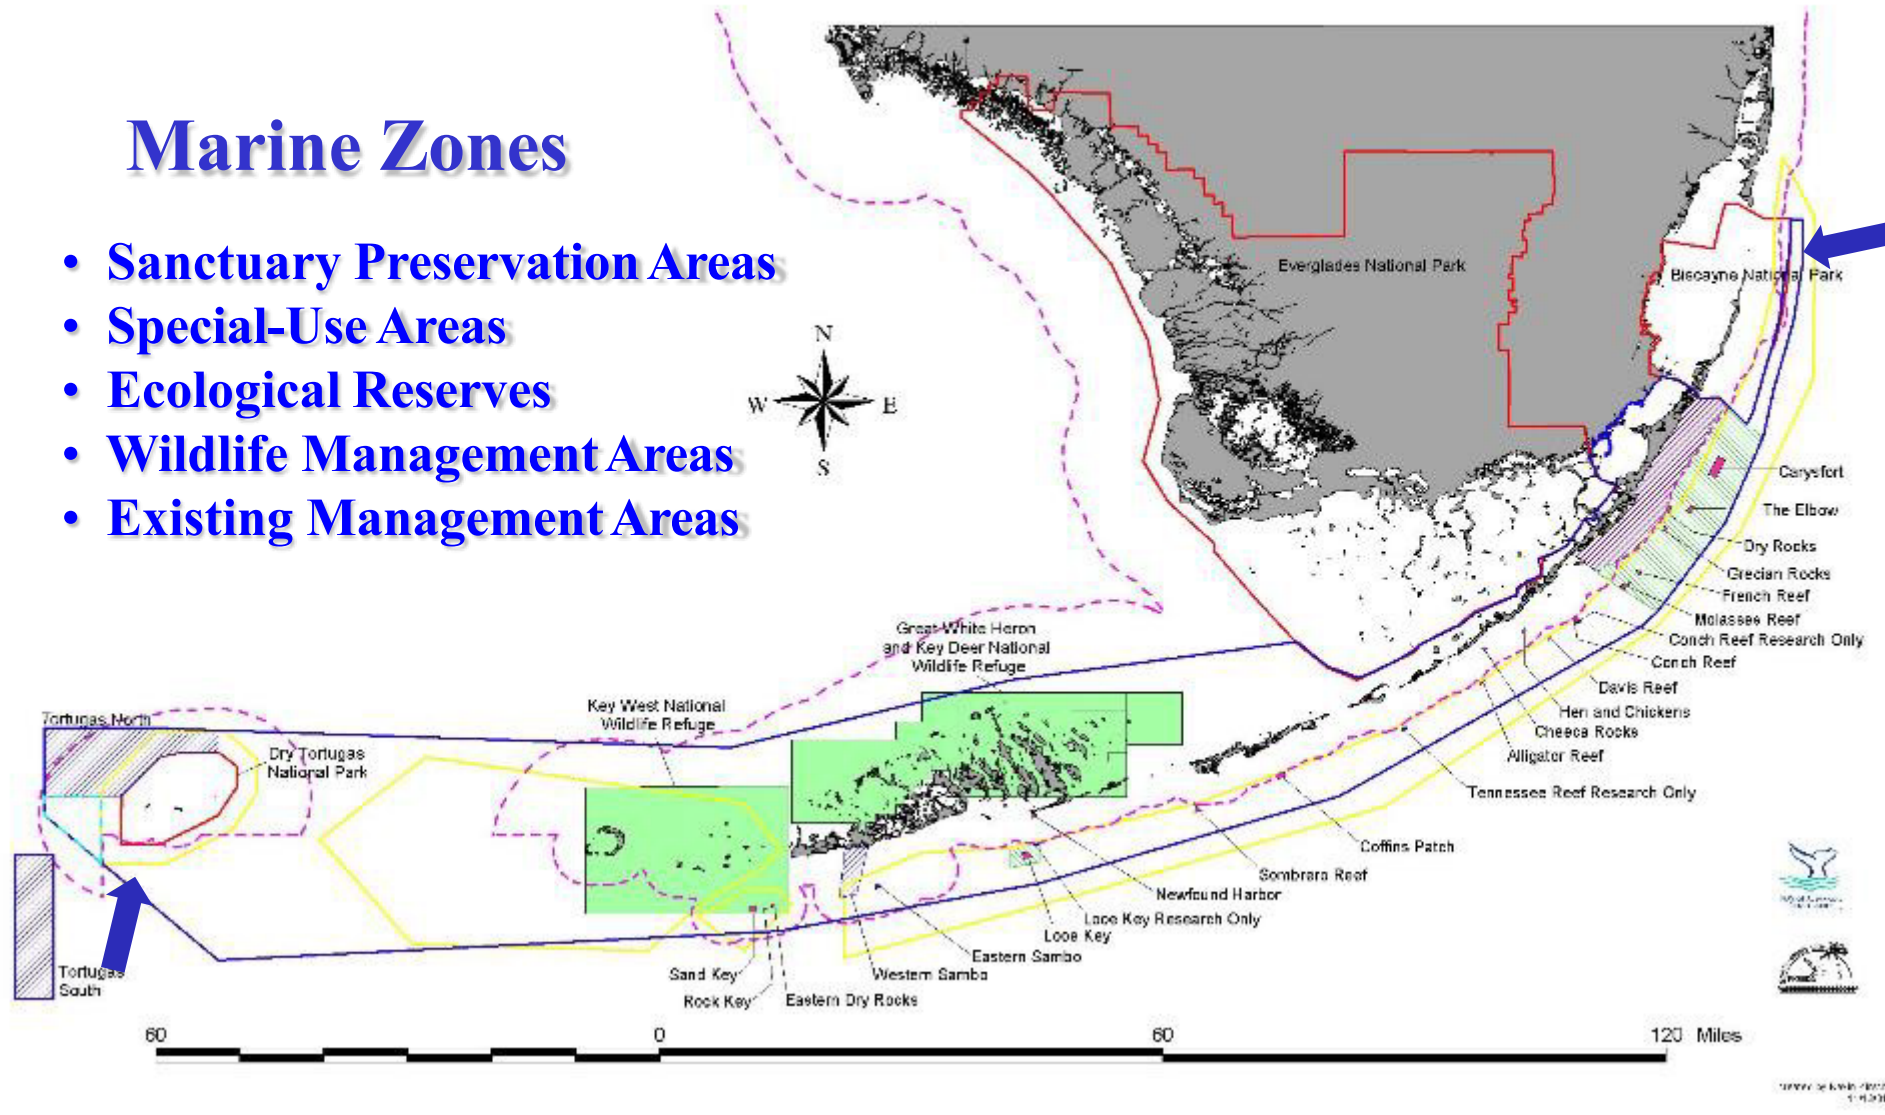 Marine Zones
• Sanctuary Preservation Areas
• Special-Use Areas
• Ecological Reserves
• Wildlife Management Areas
• Existing Management Areas
N
W
E
S
Everglades National Park
Biscayne National Park
Carysfort
The Elbow
Dry Rocks
Grecian Rocks
French Reef
Molassee Reef
Conch Reef Research Only
Conch Reef
Davis Reef
Hen and Chickens
Cheeca Rocks
Alligator Reef
Tennessee Reef Research Only
Coffins Patch
Sombrero Reef
Newfound Harbor
Looe Key Research Only
Looe Key
Eastern Sambo
Western Sambo
Eastern Dry Rocks
Rock Key
Sand Key
Great White Heron
and Key Deer National
Wildlife Refuge
Key West National
Wildlife Refuge
Tortugas North
Dry Tortugas
National Park
Tortugas
South
60 0 60 120 Miles